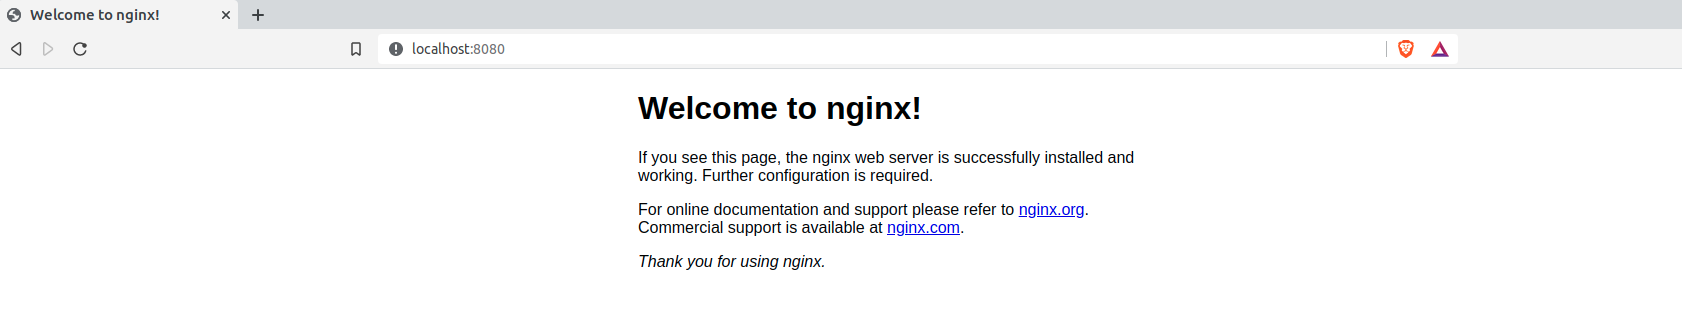 Welcome to nginx!
localhost:8080
Welcome to nginx!
If you see this page, the nginx web server is successfully installed and
working. Further configuration is required.
For online documentation and support please refer to nginx.org.
Commercial support is available at nginx.com.
Thank you for using nginx.